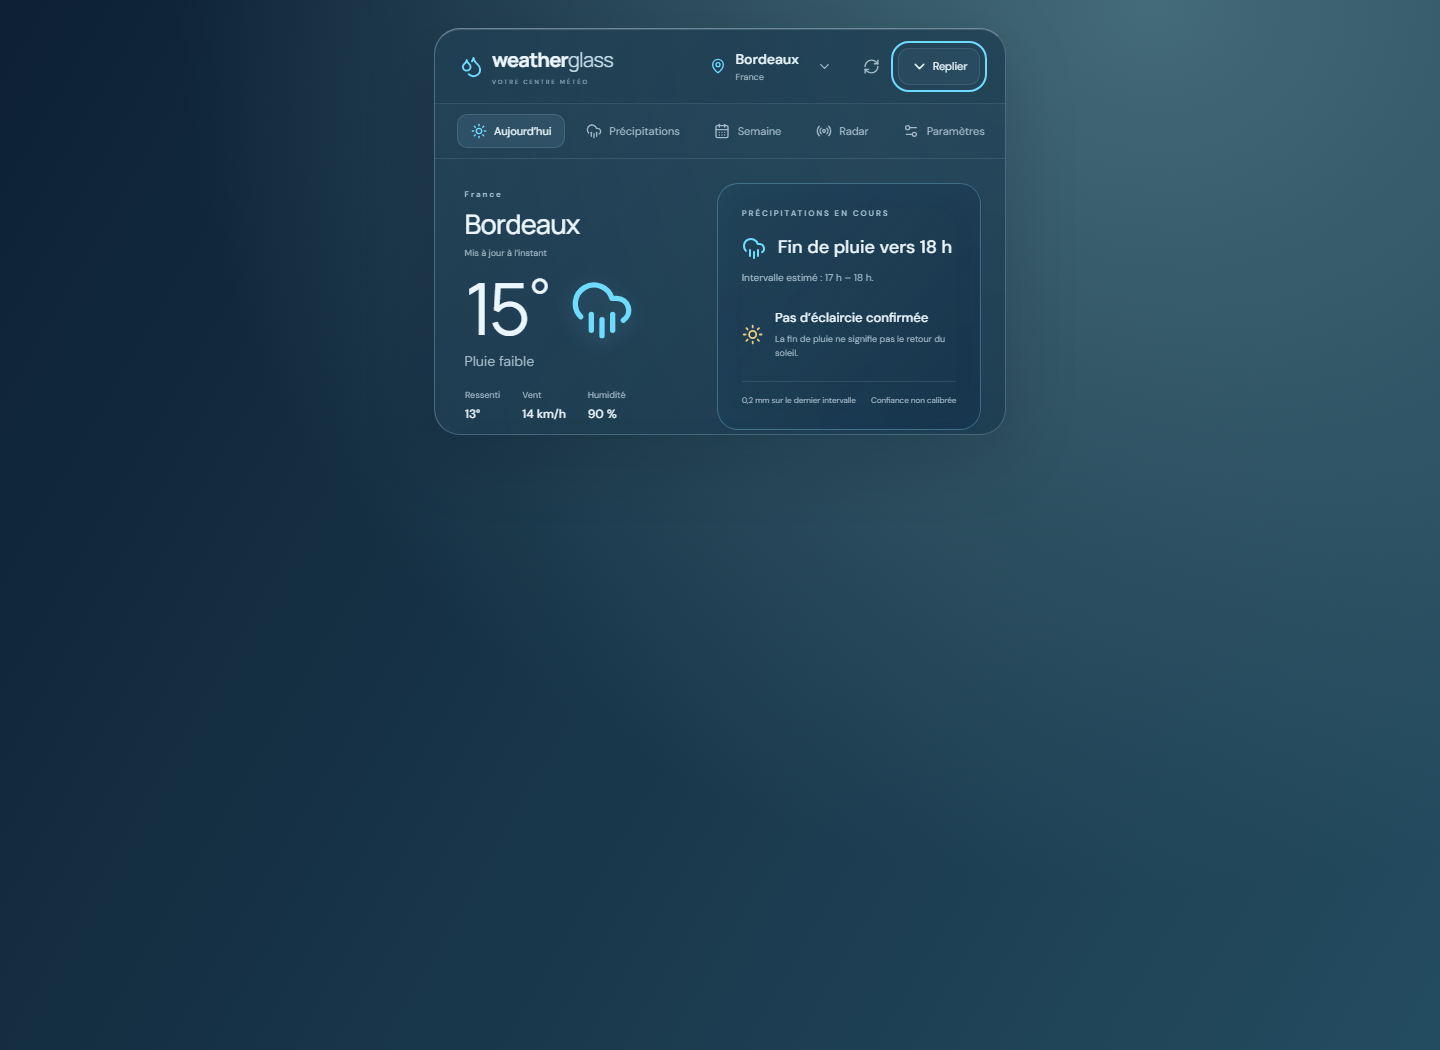 weatherglass
VOTRE CENTRE MÉTÉO
Bordeaux
France
Replier
Aujourd’hui
Précipitations
Semaine
Radar
Paramètres
France
Bordeaux
Mis à jour à l’instant
15°
Pluie faible
Ressenti Vent Humidité
13° 14 km/h 90 %
PRÉCIPITATIONS EN COURS
Fin de pluie vers 18 h
Intervalle estimé : 17 h – 18 h.
Pas d’éclaircie confirmée
La fin de pluie ne signifie pas le retour du
soleil.
0,2 mm sur le dernier intervalle Confiance non calibrée